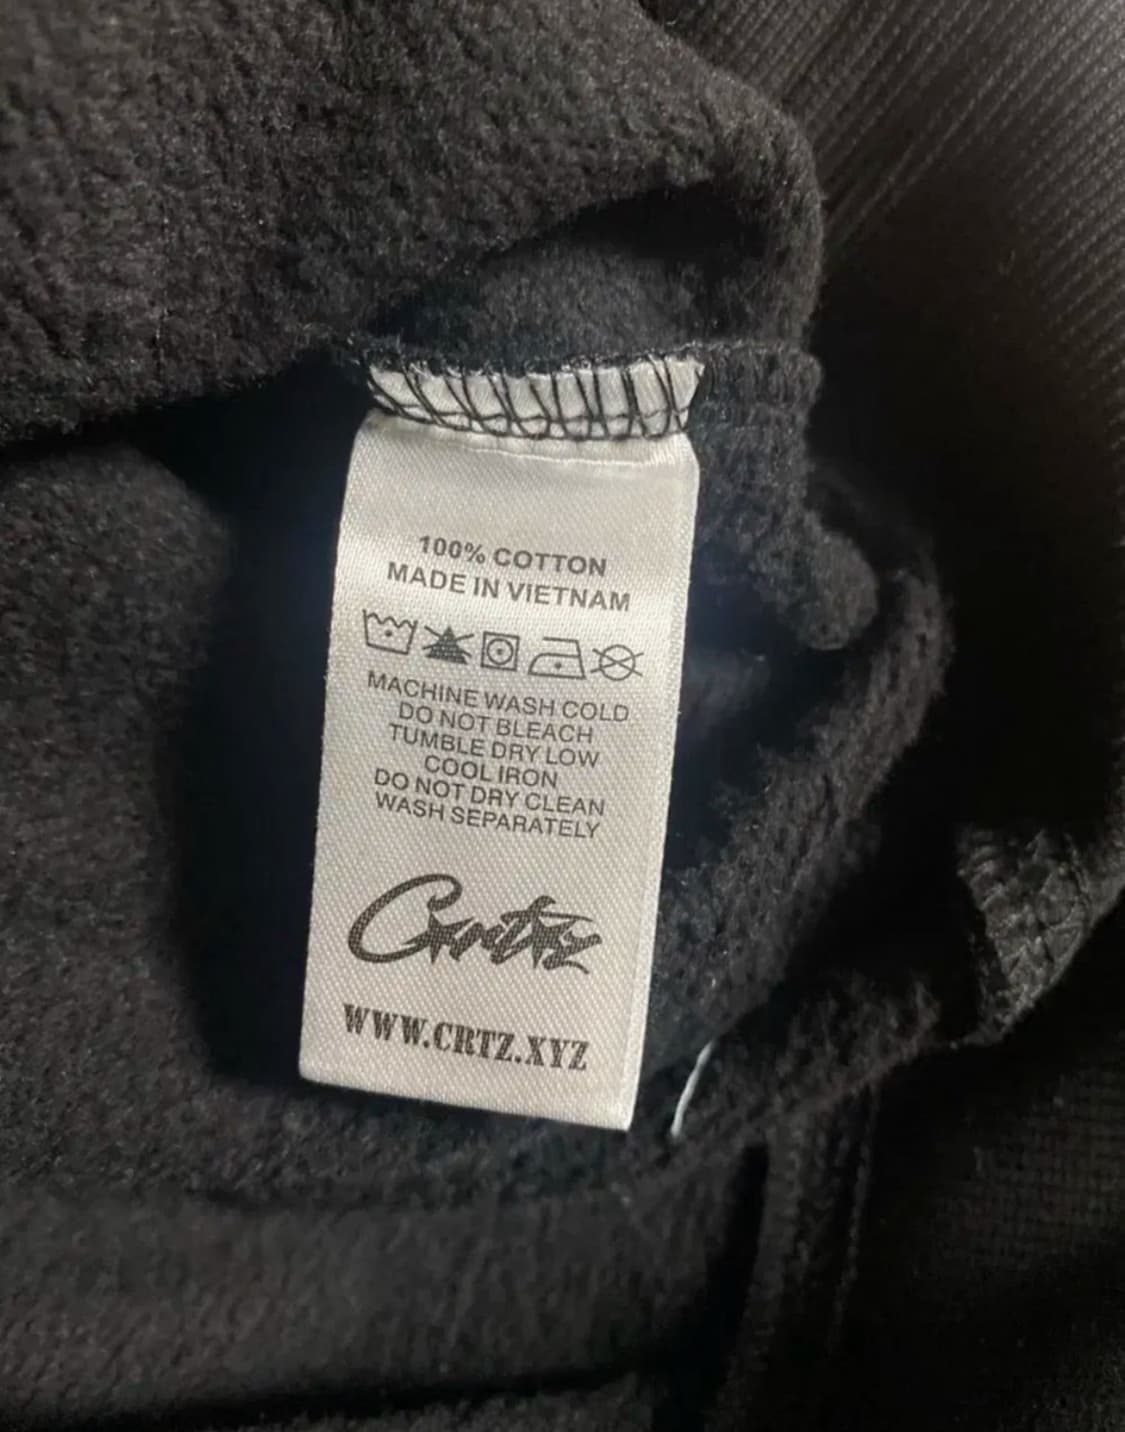 100% COTTON
MADE IN VIETNAM
MACHINE WASH COLD
DO NOT BLEACH
TUMBLE DRY LOW
COOL IRON
DO NOT DRY CLEAN
WASH SEPARATELY
Crrtz
WWW.CRTZ.XYZ